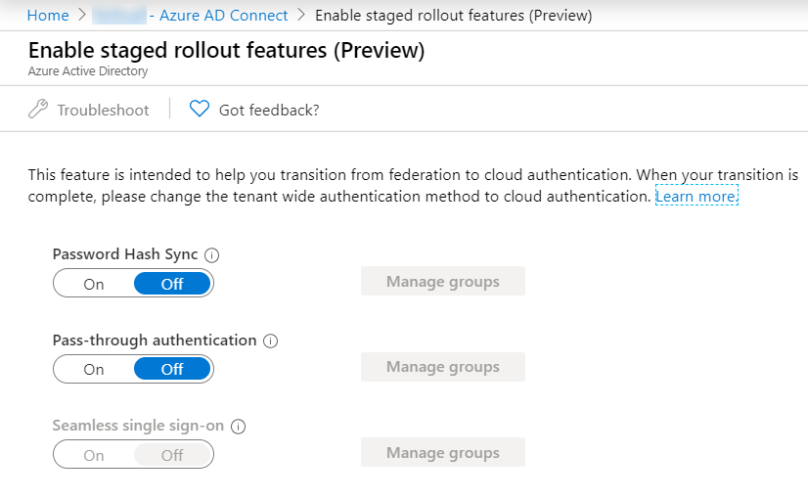 Home > - Azure AD Connect > Enable staged rollout features (Preview)
Enable staged rollout features (Preview)
Azure Active Directory
Troubleshoot
Got feedback?
This feature is intended to help you transition from federation to cloud authentication. When your transition is
complete, please change the tenant wide authentication method to cloud authentication. Learn more.
Password Hash Sync
On Off Manage groups
Pass-through authentication
On Off Manage groups
Seamless single sign-on
On Off Manage groups